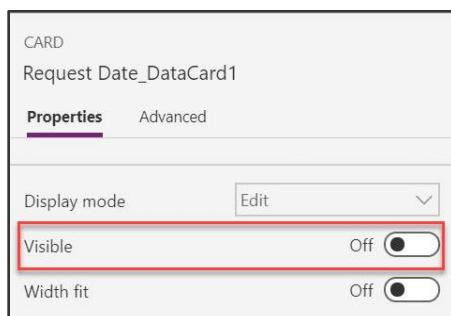 CARD
Request Date_DataCard1
Properties Advanced
Display mode Edit
Visible Off
Width fit Off